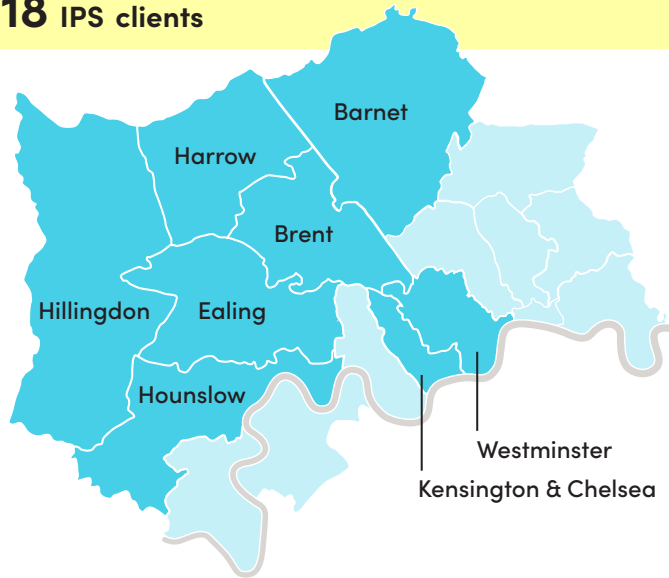 18 IPS clients
Barnet
Harrow
Brent
Hillingdon
Ealing
Hounslow
Westminster
Kensington & Chelsea